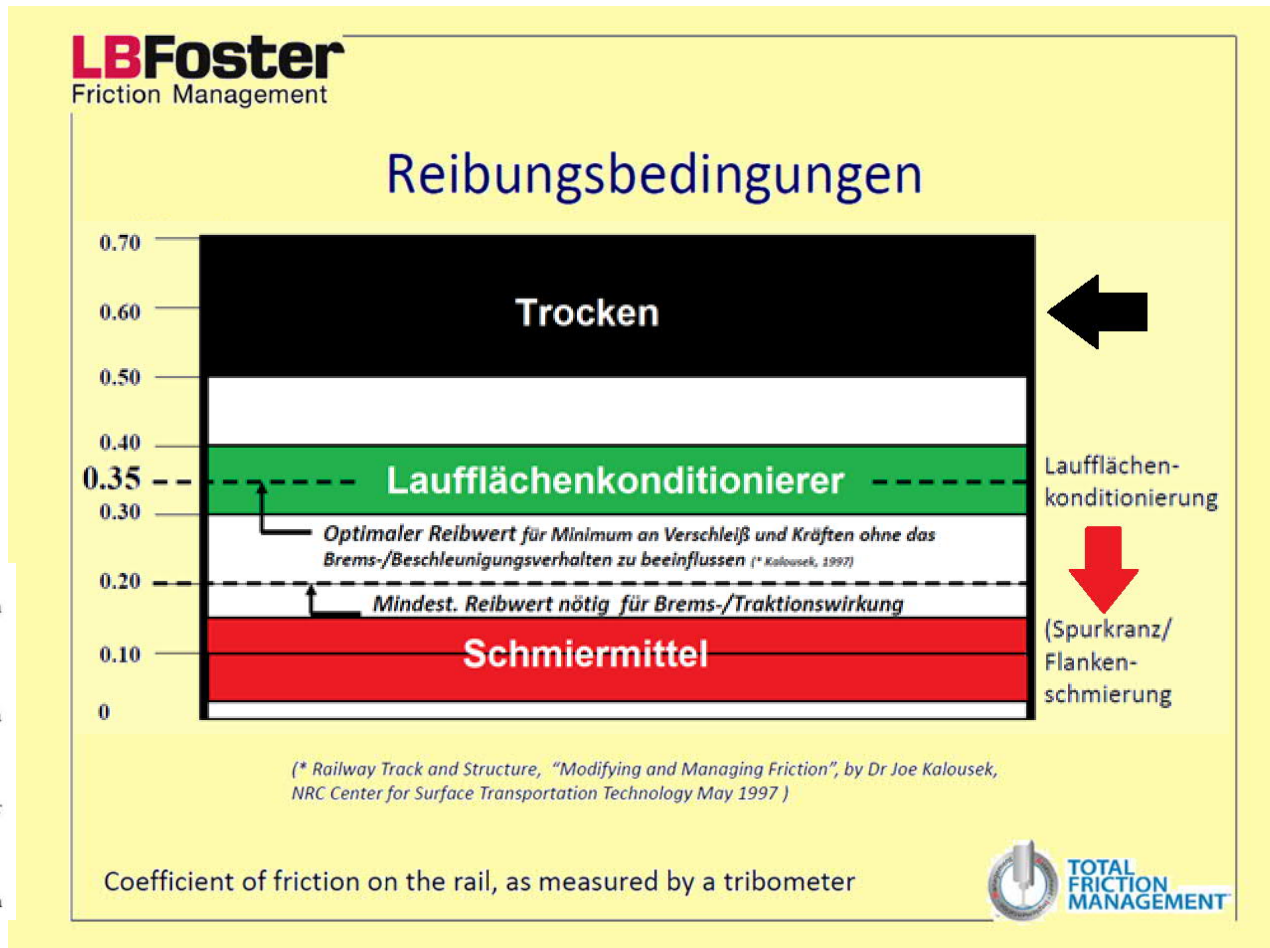 LBFoster
Friction Management
Reibungsbedingungen
0.70
Trocken
0.60
0.50
0.40
0.35
Laufflächenkonditionierer
Laufflächen-
konditionierung
0.30
Optimaler Reibwert für Minimum an Verschleiß und Kräften ohne das
Brems-/Beschleunigungsverhalten zu beeinflussen (* Kalousek, 1997)
0.20
Mindest. Reibwert nötig für Brems-/Traktionswirkung
0.10
Schmiermittel
(Spurkranz/
Flanken-
schmierung
0
(* Railway Track and Structure, "Modifying and Managing Friction", by Dr Joe Kalousek,
NRC Center for Surface Transportation Technology May 1997 )
Coefficient of friction on the rail, as measured by a tribometer
TOTAL
FRICTION
MANAGEMENT